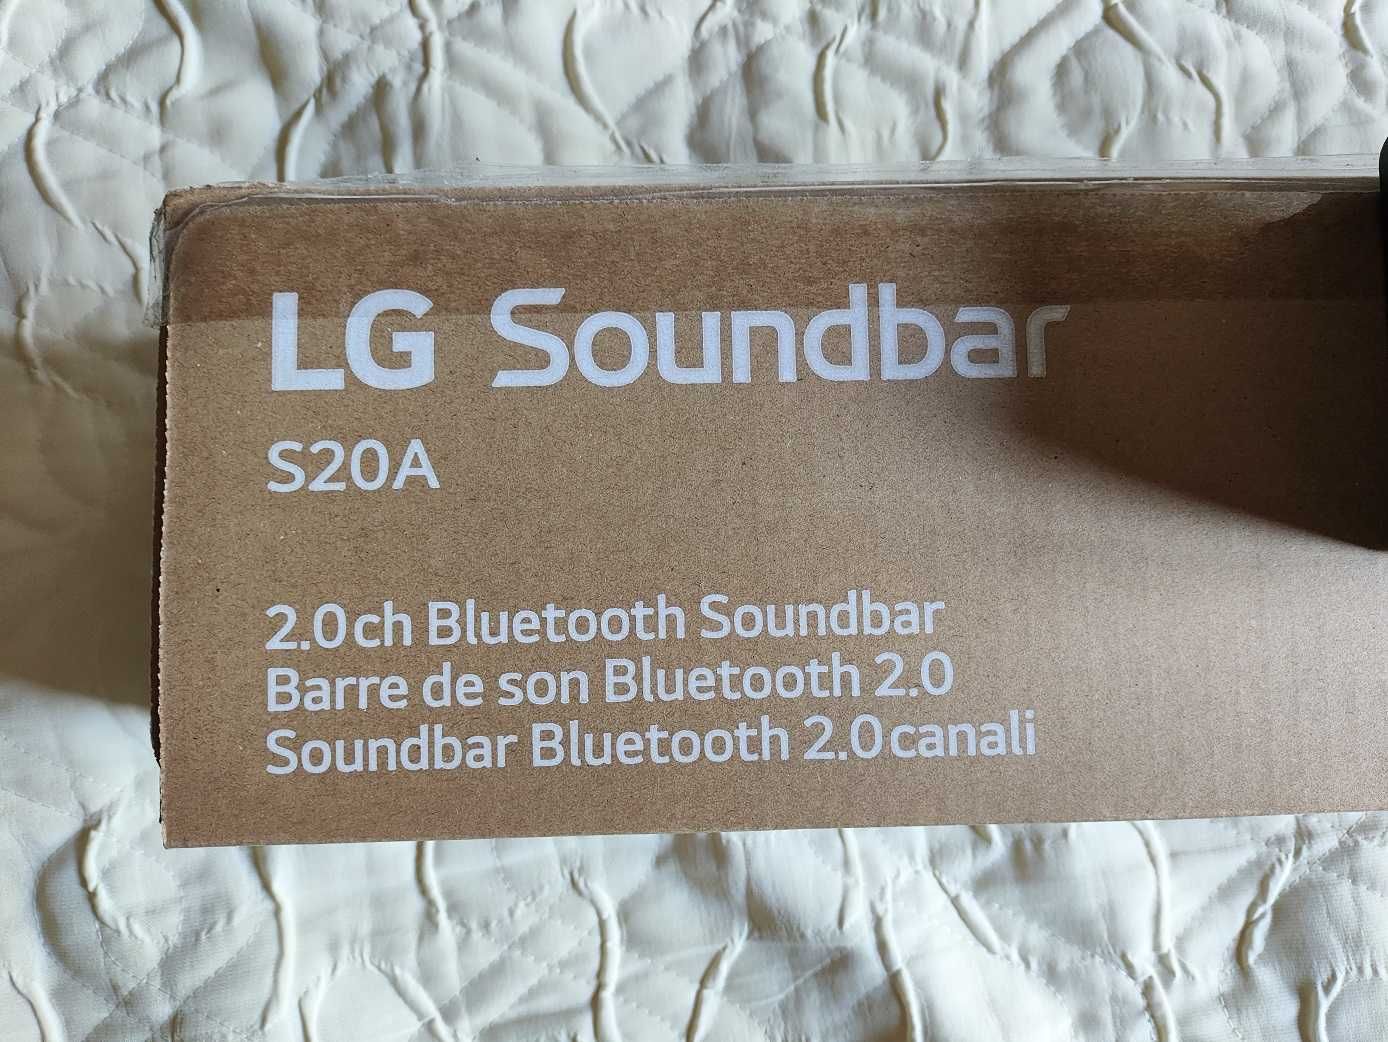 LG Soundbar
S20A
2.0ch Bluetooth Soundbar
Barre de son Bluetooth 2.0
Soundbar Bluetooth 2.0canali